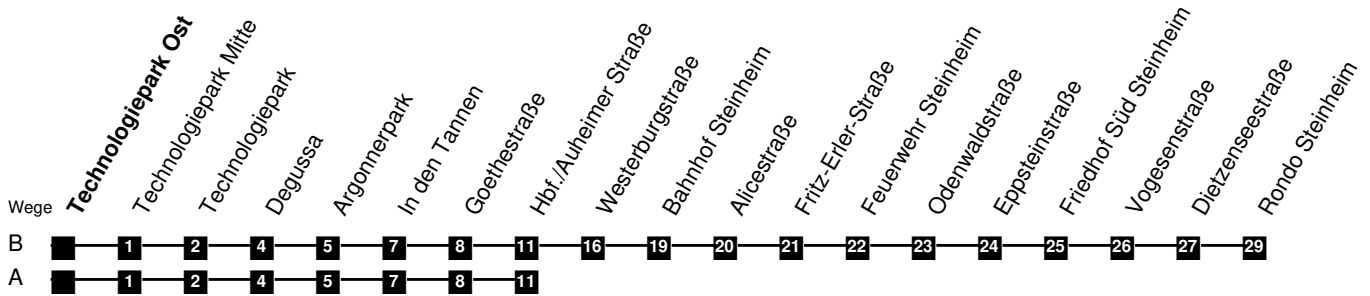 Technologiepark Ost
Technologiepark Mitte
Technologiepark
Degussa
Argonnerpark
In den Tannen
Goethestraße
Hbf./Auheimer Straße
Westerburgstraße
Bahnhof Steinheim
Alicestraße
Fritz-Erler-Straße
Feuerwehr Steinheim
Odenwaldstraße
Eppsteinstraße
Friedhof Süd Steinheim
Vogesenstraße
Dietzenseestraße
Rondo Steinheim
Wege
B 1 2 4 5 7 8 11 16 19 20 21 22 23 24 25 26 27 29
A 1 2 4 5 7 8 11